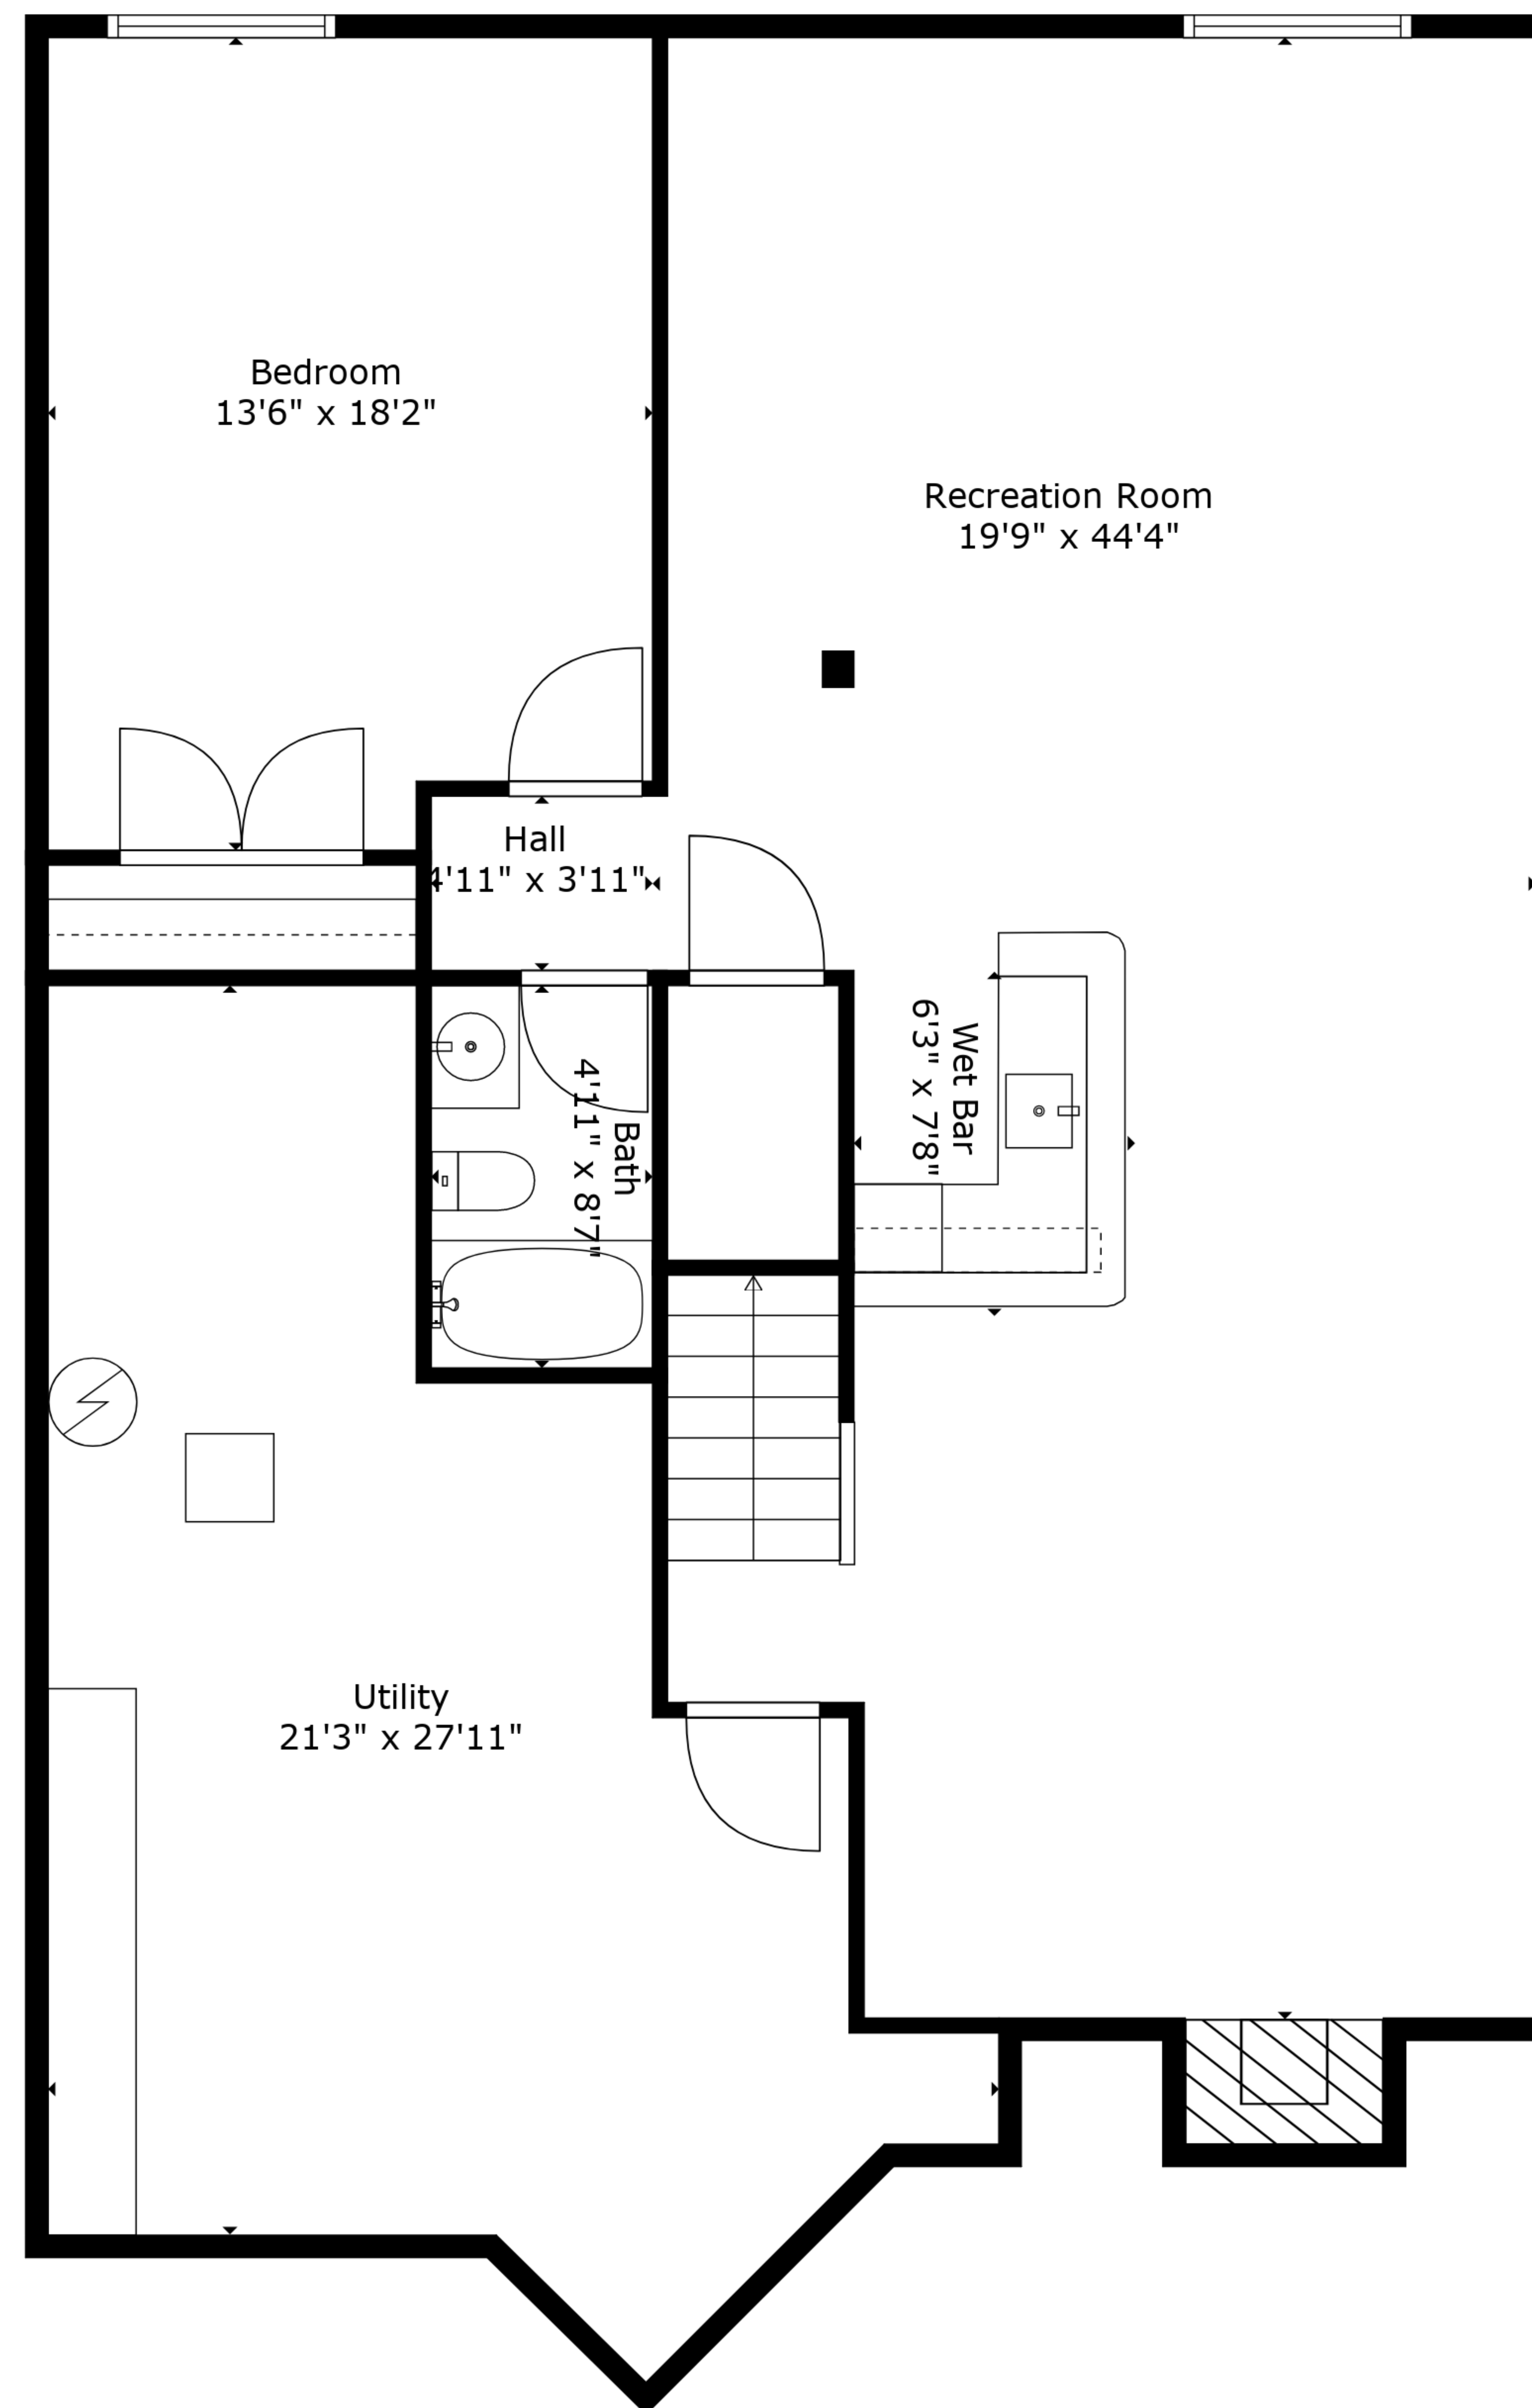 Bedroom
13'6" x 18'2"
Recreation Room
19'9" x 44'4"
Hall
4'11" x 3'11"
Wet Bar
6'3" x 7'8"
Bath
4'11" x 8'7"
Utility
21'3" x 27'11"